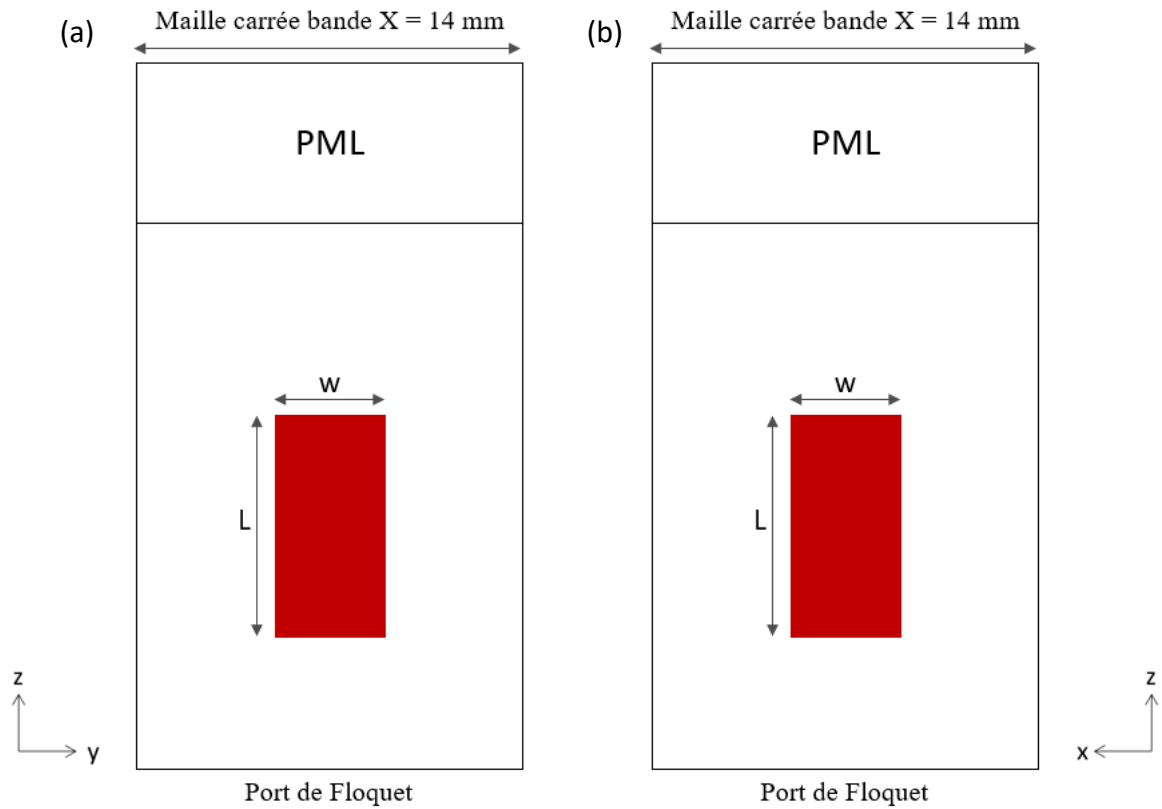 (a)
Maille carrée bande X = 14 mm
PML
w
L
z
y
Port de Floquet
(b)
Maille carrée bande X = 14 mm
PML
w
L
z
x
Port de Floquet